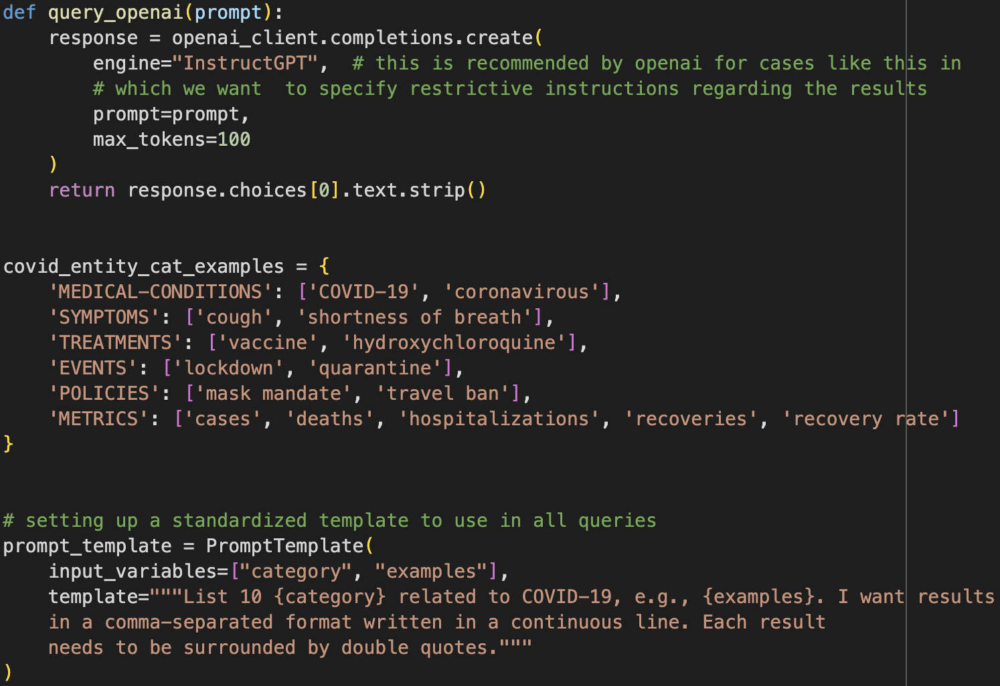 def query_openai(prompt):
    response = openai_client.completions.create(
        engine="InstructGPT",  # this is recommended by openai for cases like this in
        # which we want  to specify restrictive instructions regarding the results
        prompt=prompt,
        max_tokens=100
    )
    return response.choices[0].text.strip()
covid_entity_cat_examples = {
    'MEDICAL-CONDITIONS': ['COVID-19', 'coronavirous'],
    'SYMPTOMS': ['cough', 'shortness of breath'],
    'TREATMENTS': ['vaccine', 'hydroxychloroquine'],
    'EVENTS': ['lockdown', 'quarantine'],
    'POLICIES': ['mask mandate', 'travel ban'],
    'METRICS': ['cases', 'deaths', 'hospitalizations', 'recoveries', 'recovery rate']
}
# setting up a standardized template to use in all queries
prompt_template = PromptTemplate(
    input_variables=["category", "examples"],
    template="""List 10 {category} related to COVID-19, e.g., {examples}. I want results
    in a comma-separated format written in a continuous line. Each result
    needs to be surrounded by double quotes."""
)